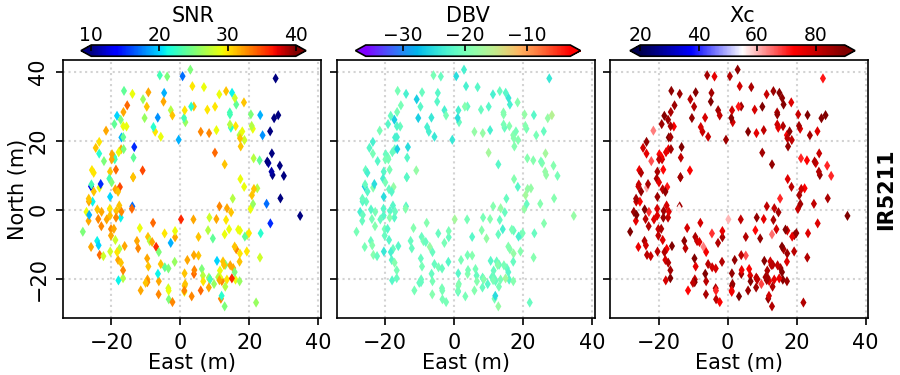 SNR DBV Xc
10 20 30 40 −30 −20 −10 20 40 60 80
40
20
0
−20
North (m)
IR5211
−20 0 20 40 −20 0 20 40 −20 0 20 40
East (m) East (m) East (m)